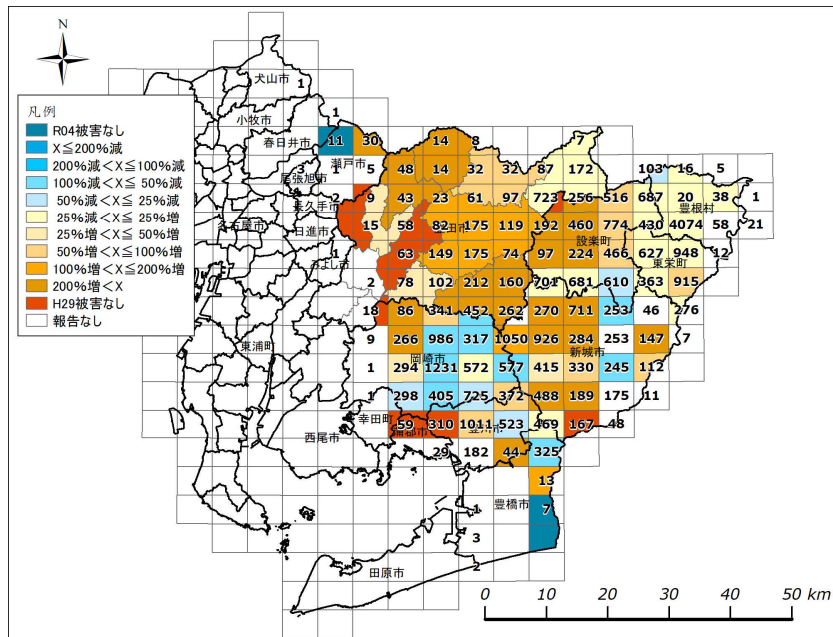 N
犬山市
1
小牧市
1
凡例
R04被害なし
X≦200%減
200%減<X≦100%減
100%減<X≦50%減
50%減<X≦25%減
25%減<X≦25%増
25%増<X≦50%増
50%増<X≦100%増
100%増<X≦200%増
200%増<X
H29被害なし
報告なし
春日井市 11 30 14 8 17
3 1 瀬戸市 5 48 14 32 32 87 172 103 16 5
尾張旭市
2 9 43 23 61 97 723 256 516 687 20 38 1
長久手市 豊根村
名古屋市 日進市 15 58 82 175 119 192 460 774 430 4074 58 21
設楽町
1 みよし市 63 149 175 74 97 224 466 627 948 12
東栄町
2 78 102 212 160 701 681 610 363 915
18 86 341 452 262 270 711 253 46 276
東浦町 9 266 986 317 1050 926 284 253 147 7
岡崎市 新城市
1 294 1231 572 577 415 330 245 112
1 298 405 725 372 488 189 175 11
幸田町
西尾市 59 310 1011 523 469 167 48
29 182 44 325
13
豊橋市
1 7
3
田原市 2
0 10 20 30 40 50 km